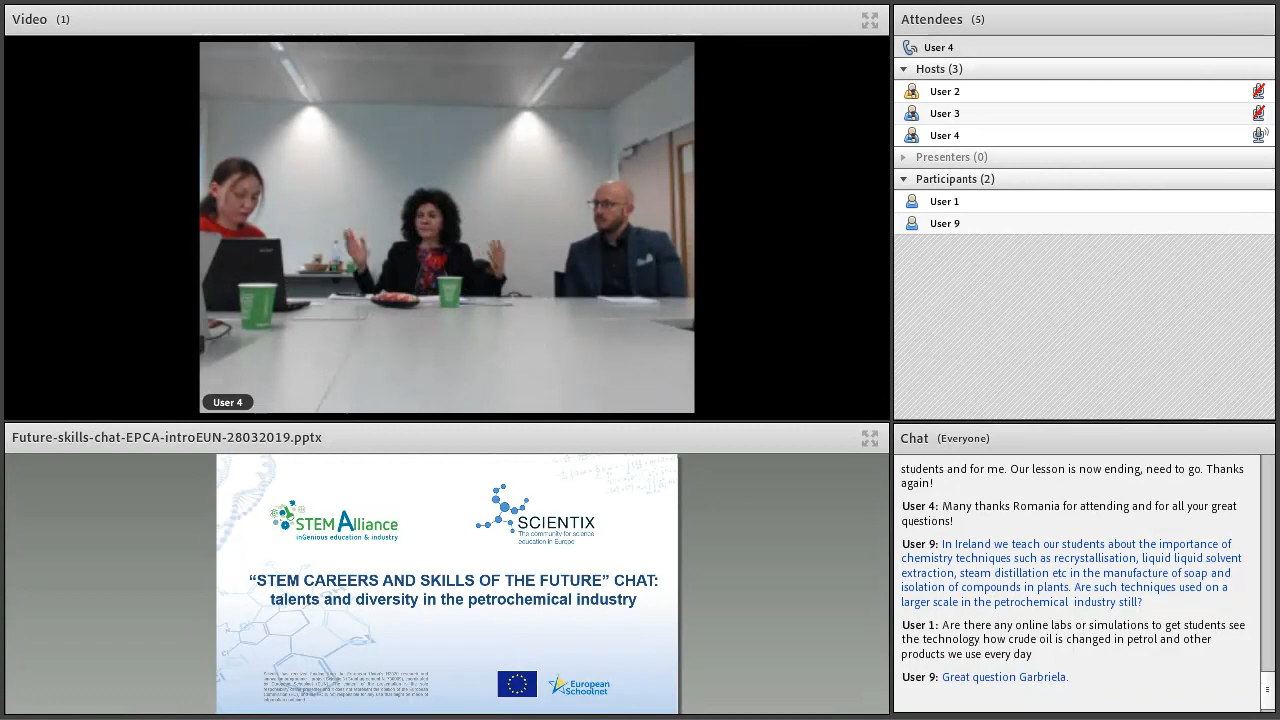 Video (1)
User 4
Attendees (5)
User 4
Hosts (3)
User 2
User 3
User 4
Presenters (0)
Participants (2)
User 1
User 9
Future-skills-chat-EPCA-introEUN-28032019.pptx
STEM Alliance
inGenious education & industry
SCIENTIX
The community for science
education in Europe
“STEM CAREERS AND SKILLS OF THE FUTURE” CHAT:
talents and diversity in the petrochemical industry
European
Schoolnet
Chat (Everyone)
students and for me. Our lesson is now ending, need to go. Thanks
again!
User 4: Many thanks Romania for attending and for all your great
questions!
User 9: In Ireland we teach our students about the importance of
chemistry techniques such as recrystallisation, liquid liquid solvent
extraction, steam distillation etc in the manufacture of soap and
isolation of compounds in plants. Are such techniques used on a
larger scale in the petrochemical industry still?
User 1: Are there any online labs or simulations to get students see
the technology how crude oil is changed in petrol and other
products we use every day
User 9: Great question